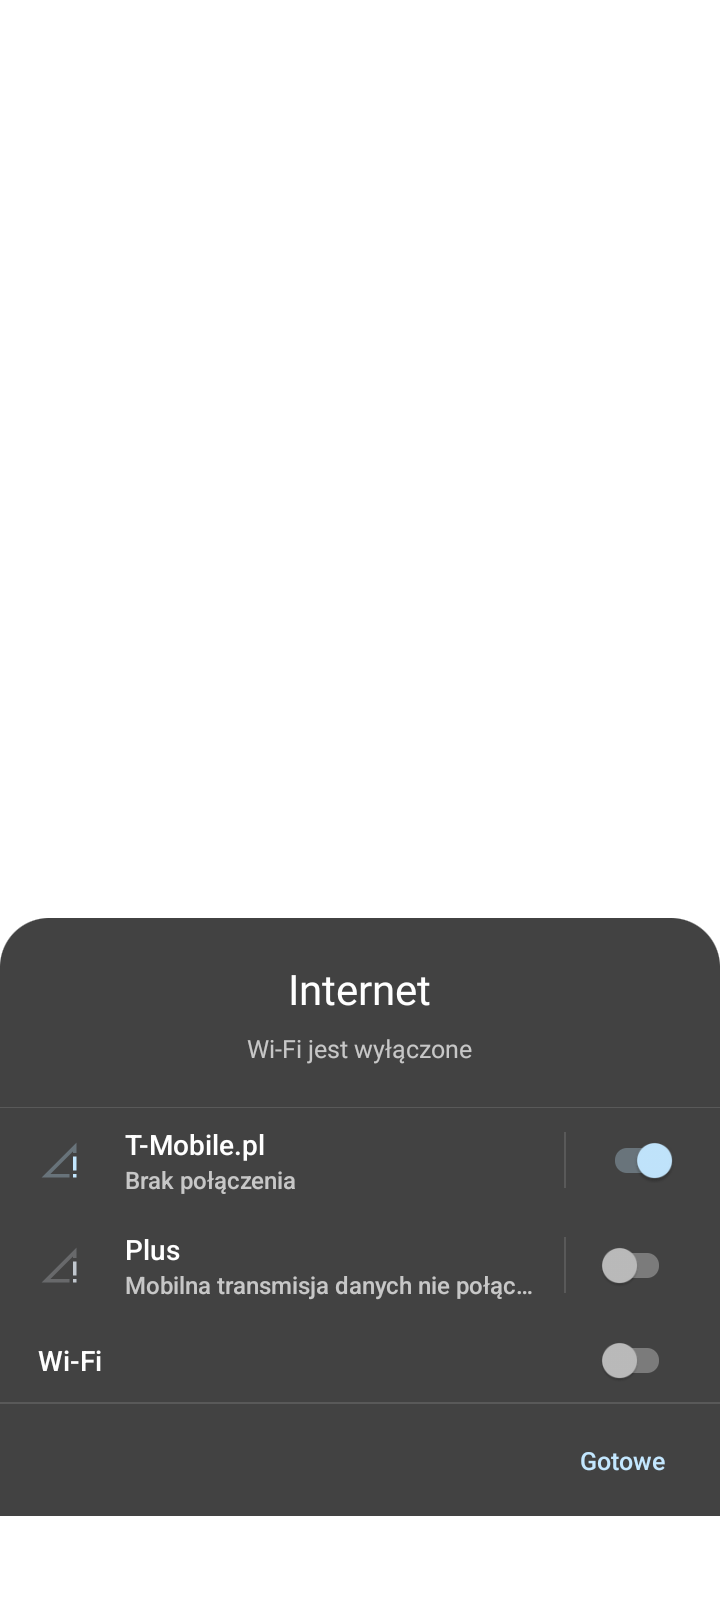 Internet
Wi-Fi jest wyłączone
T-Mobile.pl
Brak połączenia
Plus
Mobilna transmisja danych nie połąc…
Wi-Fi
Gotowe